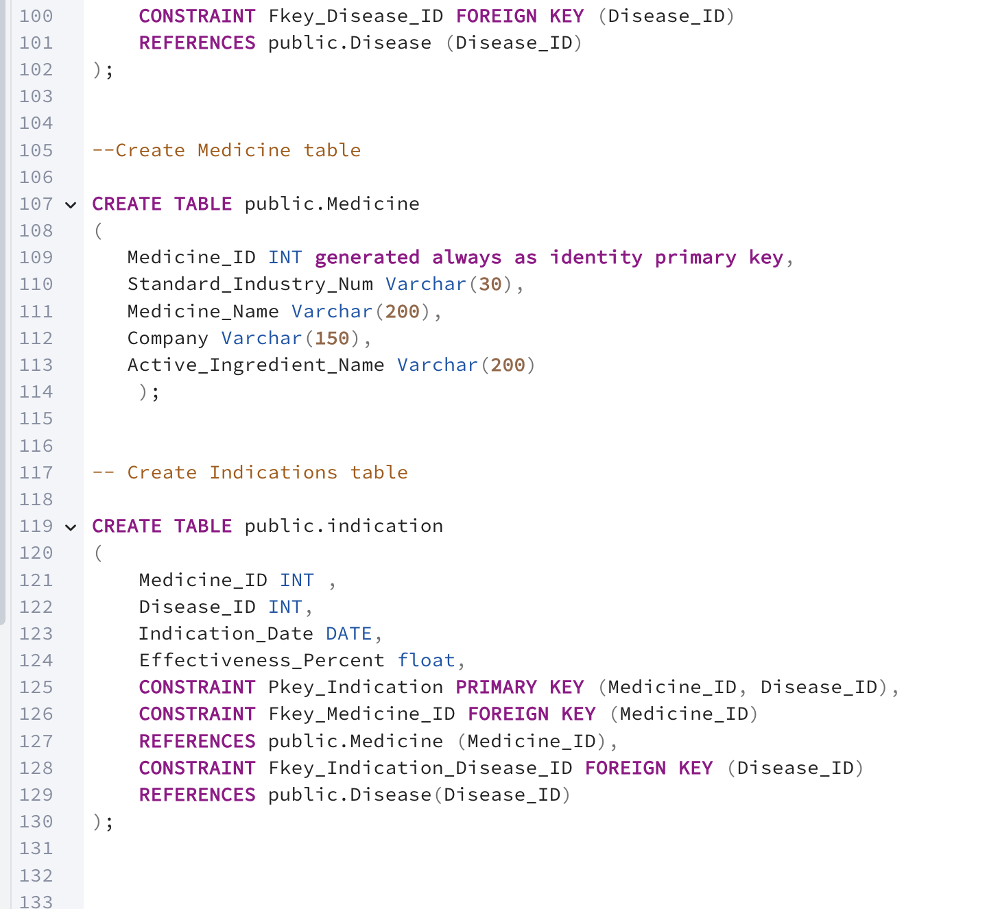 100 CONSTRAINT Fkey_Disease_ID FOREIGN KEY (Disease_ID)
101 REFERENCES public.Disease (Disease_ID)
102 );
103
104
105 --Create Medicine table
106
107 CREATE TABLE public.Medicine
108 (
109 Medicine_ID INT generated always as identity primary key,
110 Standard_Industry_Num Varchar(30),
111 Medicine_Name Varchar(200),
112 Company Varchar(150),
113 Active_Ingredient_Name Varchar(200)
114 );
115
116
117 -- Create Indications table
118
119 CREATE TABLE public.indication
120 (
121 Medicine_ID INT ,
122 Disease_ID INT,
123 Indication_Date DATE,
124 Effectiveness_Percent float,
125 CONSTRAINT Pkey_Indication PRIMARY KEY (Medicine_ID, Disease_ID),
126 CONSTRAINT Fkey_Medicine_ID FOREIGN KEY (Medicine_ID)
127 REFERENCES public.Medicine (Medicine_ID),
128 CONSTRAINT Fkey_Indication_Disease_ID FOREIGN KEY (Disease_ID)
129 REFERENCES public.Disease(Disease_ID)
130 );
131
132
133